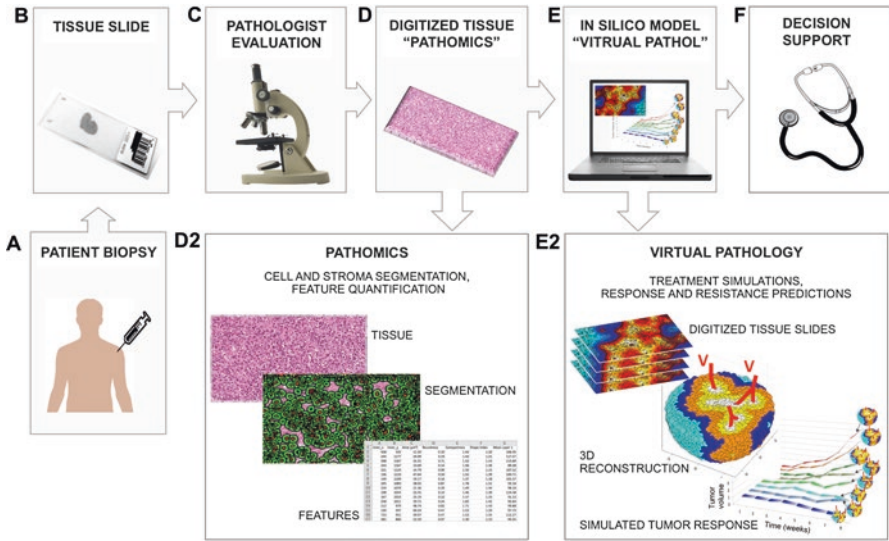 B
TISSUE SLIDE
C
PATHOLOGIST
EVALUATION
D
DIGITIZED TISSUE
“PATHOMICS”
E
IN SILICO MODEL
“VITRUAL PATHOL”
F
DECISION
SUPPORT
A
PATIENT BIOPSY
D2
PATHOMICS
CELL AND STROMA SEGMENTATION,
FEATURE QUANTIFICATION
TISSUE
SEGMENTATION
FEATURES
E2
VIRTUAL PATHOLOGY
TREATMENT SIMULATIONS,
RESPONSE AND RESISTANCE PREDICTIONS
DIGITIZED TISSUE SLIDES
V
V
3D
RECONSTRUCTION
Tumor
volume
Time (weeks)
SIMULATED TUMOR RESPONSE